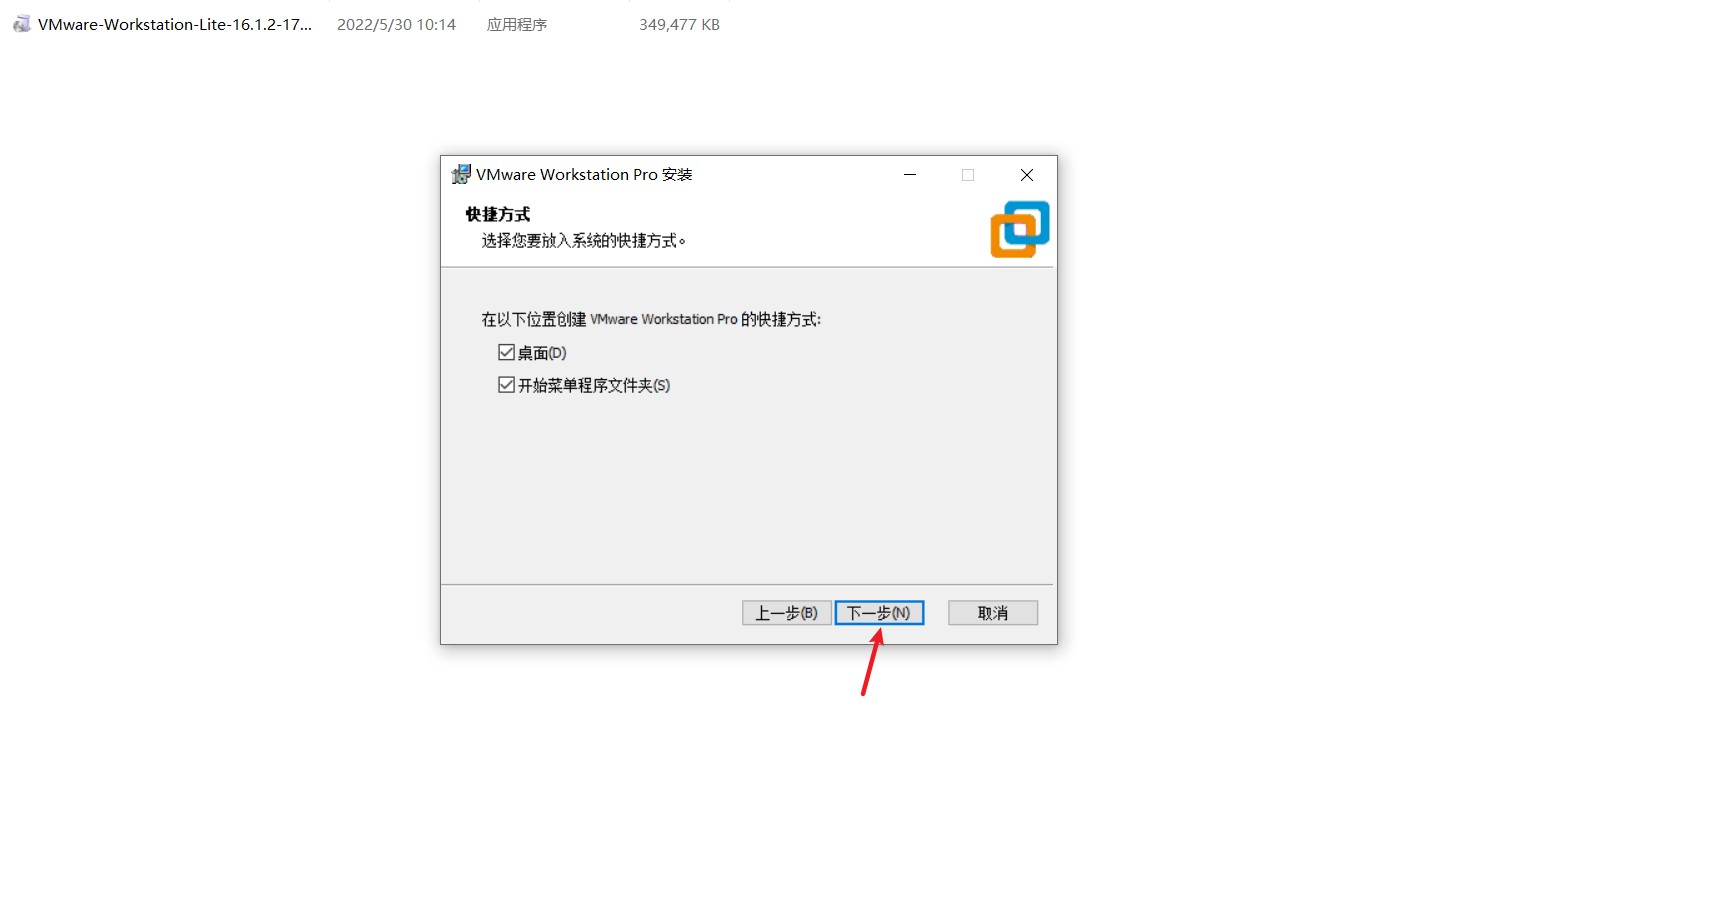 VMware-Workstation-Lite-16.1.2-17... 2022/5/30 10:14 应用程序 349,477 KB
VMware Workstation Pro 安装
快捷方式
选择您要放入系统的快捷方式。
在以下位置创建 VMware Workstation Pro 的快捷方式:
桌面(D)
开始菜单程序文件夹(S)
上一步(B) 下一步(N) 取消